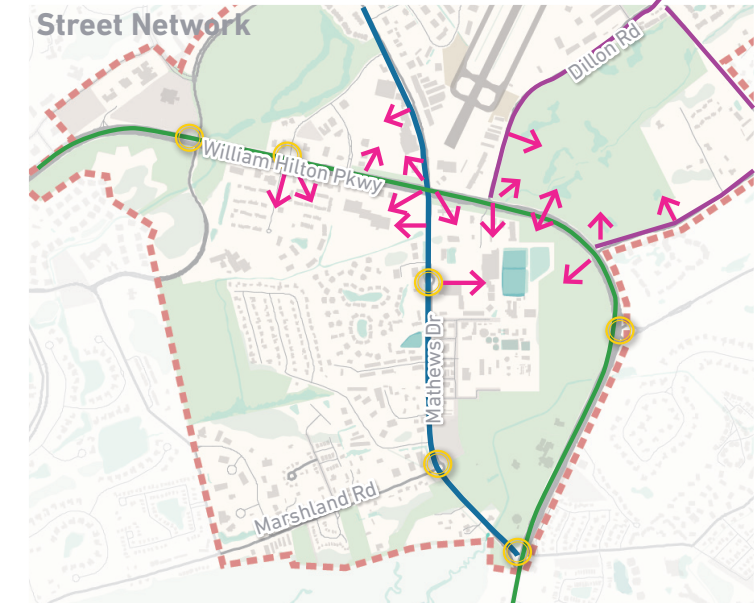 Street Network
Dillon Rd
William Hilton Pkwy
Mathews Dr
Marshland Rd